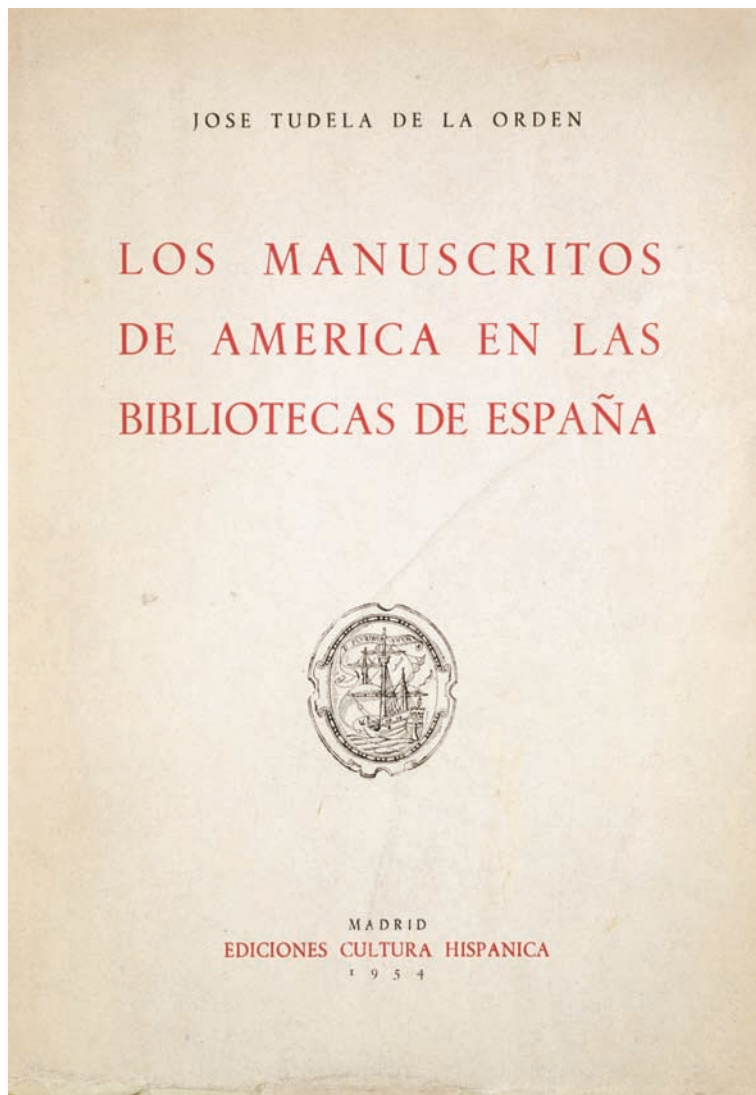 JOSE TUDELA DE LA ORDEN
LOS MANUSCRITOS
DE AMERICA EN LAS
BIBLIOTECAS DE ESPAÑA
MADRID
EDICIONES CULTURA HISPANICA
1954